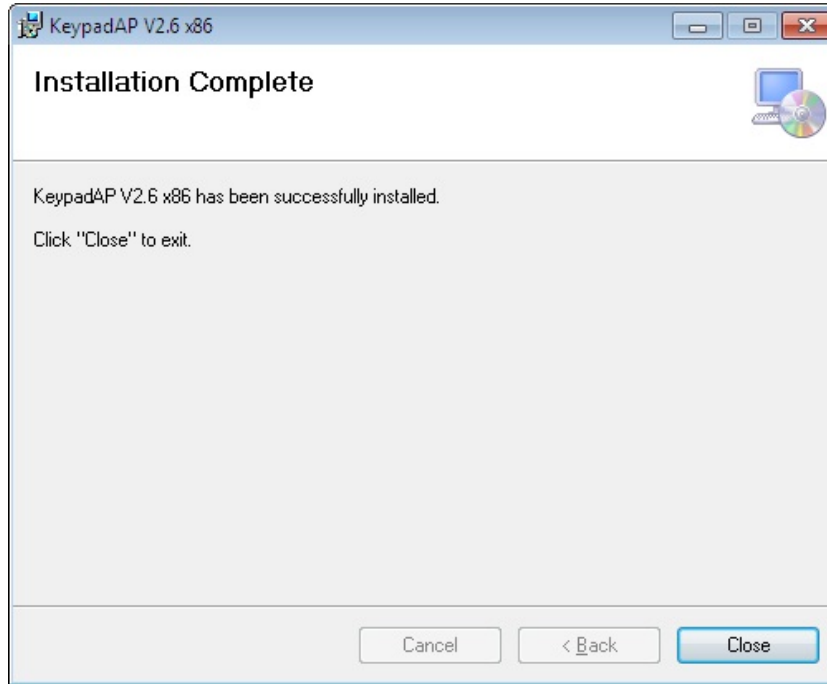 KeypadAP V2.6 x86
Installation Complete
KeypadAP V2.6 x86 has been successfully installed.
Click "Close" to exit.
Cancel
< Back
Close